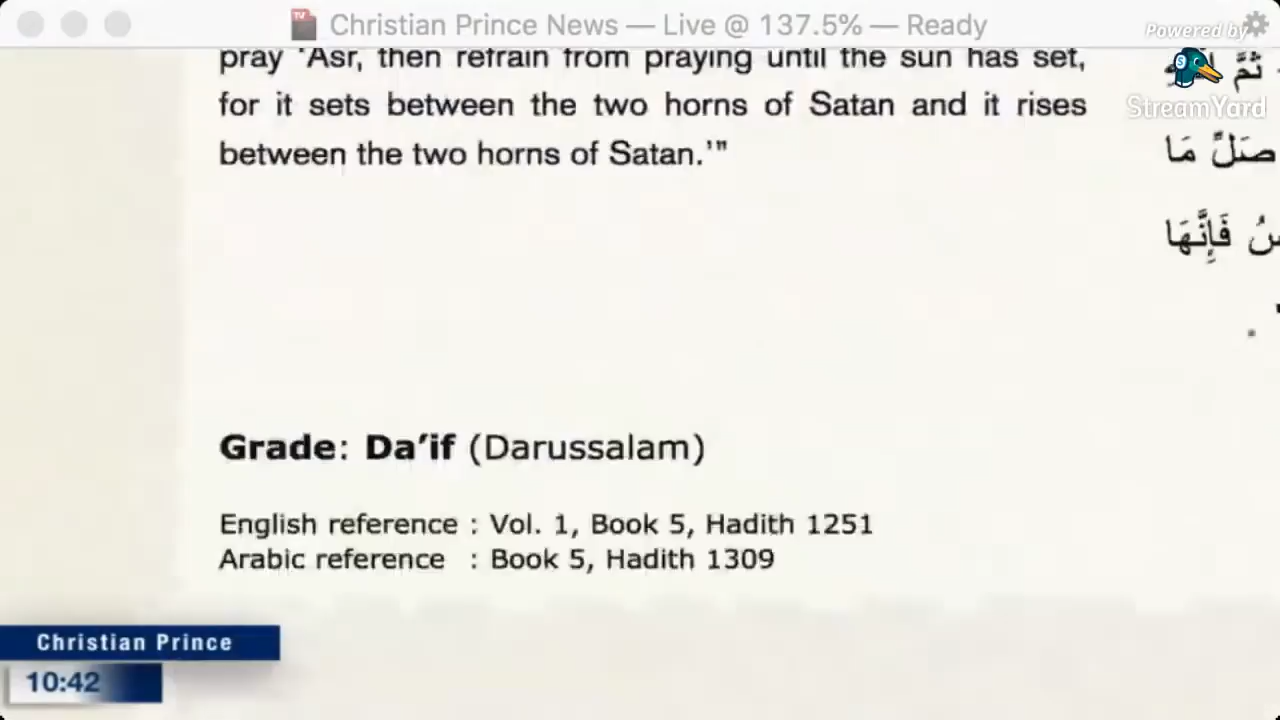 Christian Prince News — Live @ 137.5% — Ready
Powered by
StreamYard
pray 'Asr, then refrain from praying until the sun has set,
for it sets between the two horns of Satan and it rises
between the two horns of Satan.'"
ثُمَّ
صَلِّ مَا
فَإِنَّهَا
Grade: Da'if (Darussalam)
English reference : Vol. 1, Book 5, Hadith 1251
Arabic reference : Book 5, Hadith 1309
Christian Prince
10:42